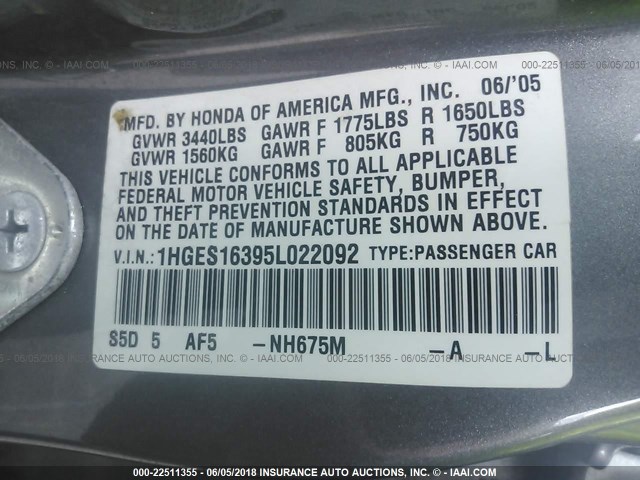 MFD. BY HONDA OF AMERICA MFG., INC. 06/'05
GVWR 3440LBS GAWR F 1775LBS R 1650LBS
GVWR 1560KG GAWR F 805KG R 750KG
THIS VEHICLE CONFORMS TO ALL APPLICABLE
FEDERAL MOTOR VEHICLE SAFETY, BUMPER,
AND THEFT PREVENTION STANDARDS IN EFFECT
ON THE DATE OF MANUFACTURE SHOWN ABOVE.
V.I.N.: 1HGES16395L022092 TYPE:PASSENGER CAR
S5D 5 AF5 -NH675M -A -L
000-22511355 - 06/05/2018 INSURANCE AUTO AUCTIONS, INC. - © IAAI.COM